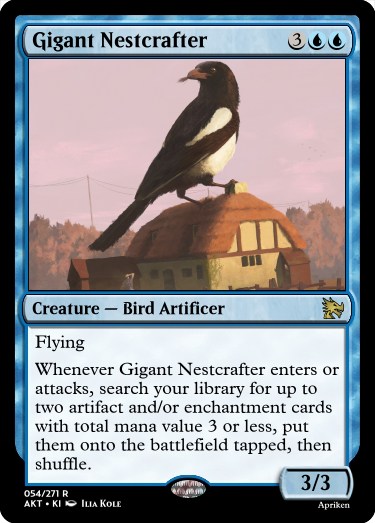 Gigant Nestcrafter 3
Creature — Bird Artificer
Flying
Whenever Gigant Nestcrafter enters or
attacks, search your library for up to
two artifact and/or enchantment cards
with total mana value 3 or less, put
them onto the battlefield tapped, then
shuffle.
3/3
054/271 R
AKT • KI Ilia Kole
Apriken